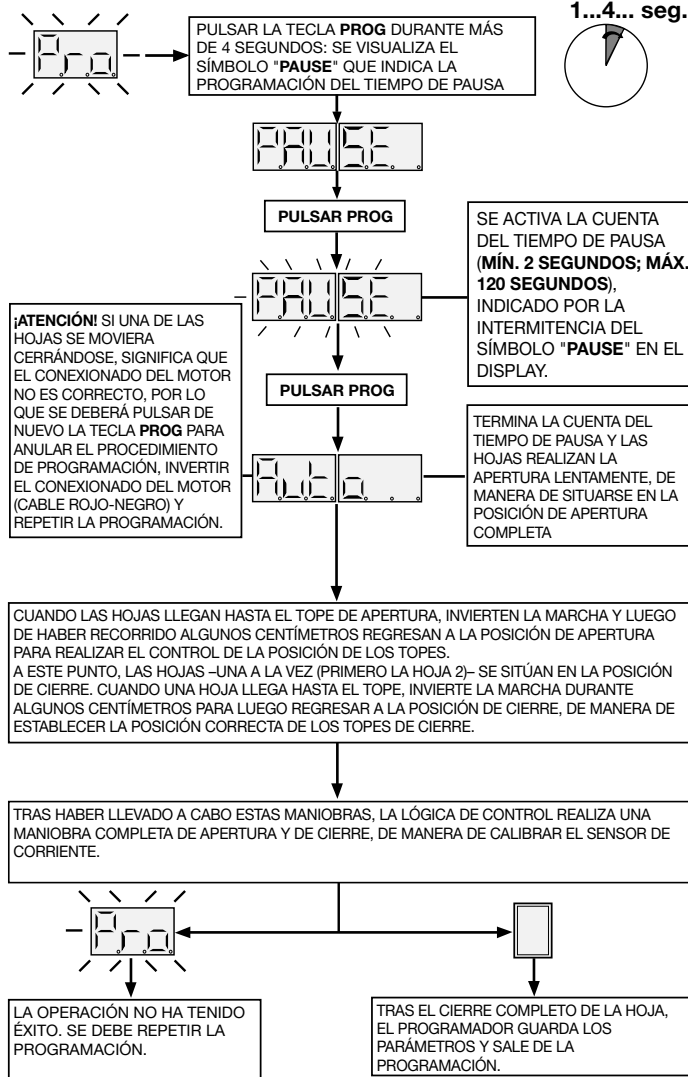 1...4... seg.
Pro
PULSAR LA TECLA PROG DURANTE MÁS
DE 4 SEGUNDOS: SE VISUALIZA EL
SÍMBOLO "PAUSE" QUE INDICA LA
PROGRAMACIÓN DEL TIEMPO DE PAUSA
PAUSE
PULSAR PROG
PAUSE
SE ACTIVA LA CUENTA
DEL TIEMPO DE PAUSA
(MÍN. 2 SEGUNDOS; MÁX.
120 SEGUNDOS),
INDICADO POR LA
INTERMITENCIA DEL
SÍMBOLO "PAUSE" EN EL
DISPLAY.
¡ATENCIÓN! SI UNA DE LAS
HOJAS SE MOVIERA
CERRÁNDOSE, SIGNIFICA QUE
EL CONEXIONADO DEL MOTOR
NO ES CORRECTO, POR LO
QUE SE DEBERÁ PULSAR DE
NUEVO LA TECLA PROG PARA
ANULAR EL PROCEDIMIENTO
DE PROGRAMACIÓN, INVERTIR
EL CONEXIONADO DEL MOTOR
(CABLE ROJO-NEGRO) Y
REPETIR LA PROGRAMACIÓN.
PULSAR PROG
Auto
TERMINA LA CUENTA DEL
TIEMPO DE PAUSA Y LAS
HOJAS REALIZAN LA
APERTURA LENTAMENTE, DE
MANERA DE SITUARSE EN LA
POSICIÓN DE APERTURA
COMPLETA
CUANDO LAS HOJAS LLEGAN HASTA EL TOPE DE APERTURA, INVIERTEN LA MARCHA Y LUEGO
DE HABER RECORRIDO ALGUNOS CENTÍMETROS REGRESAN A LA POSICIÓN DE APERTURA
PARA REALIZAR EL CONTROL DE LA POSICIÓN DE LOS TOPES.
A ESTE PUNTO, LAS HOJAS –UNA A LA VEZ (PRIMERO LA HOJA 2)– SE SITÚAN EN LA POSICIÓN
DE CIERRE. CUANDO UNA HOJA LLEGA HASTA EL TOPE, INVIERTE LA MARCHA DURANTE
ALGUNOS CENTÍMETROS PARA LUEGO REGRESAR A LA POSICIÓN DE CIERRE, DE MANERA DE
ESTABLECER LA POSICIÓN CORRECTA DE LOS TOPES DE CIERRE.
TRAS HABER LLEVADO A CABO ESTAS MANIOBRAS, LA LÓGICA DE CONTROL REALIZA UNA
MANIOBRA COMPLETA DE APERTURA Y DE CIERRE, DE MANERA DE CALIBRAR EL SENSOR DE
CORRIENTE.
Pro
LA OPERACIÓN NO HA TENIDO
ÉXITO. SE DEBE REPETIR LA
PROGRAMACIÓN.
TRAS EL CIERRE COMPLETO DE LA HOJA,
EL PROGRAMADOR GUARDA LOS
PARÁMETROS Y SALE DE LA
PROGRAMACIÓN.